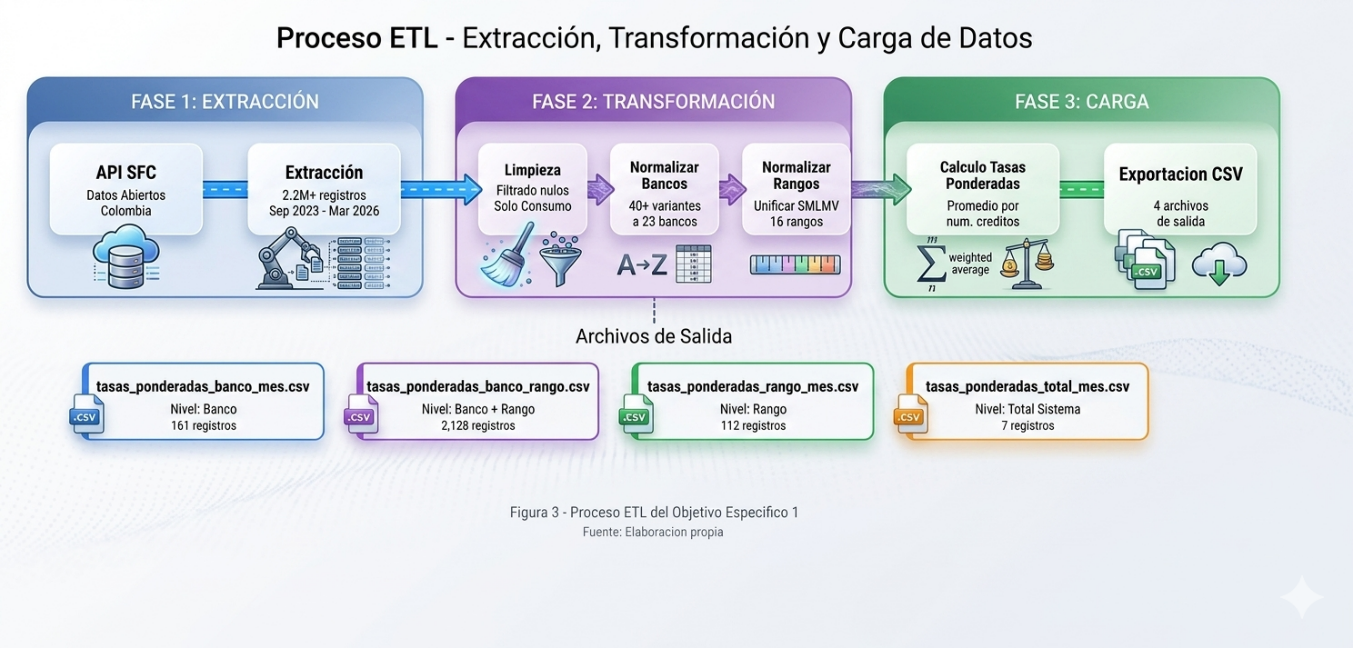 Proceso ETL - Extracción, Transformación y Carga de Datos
FASE 1: EXTRACCIÓN
API SFC
Datos Abiertos
Colombia
Extracción
2.2M+ registros
Sep 2023 - Mar 2026
FASE 2: TRANSFORMACIÓN
Limpieza
Filtrado nulos
Solo Consumo
Normalizar
Bancos
40+ variantes
a 23 bancos
A→Z
Normalizar
Rangos
Unificar SMLMV
16 rangos
FASE 3: CARGA
Calculo Tasas
Ponderadas
Promedio por
num. creditos
m
Σ
n
weighted
average
Exportacion CSV
4 archivos
de salida
.CSV
Archivos de Salida
tasas_ponderadas_banco_mes.csv
Nivel: Banco
161 registros
.CSV
tasas_ponderadas_banco_rango.csv
Nivel: Banco + Rango
2,128 registros
.CSV
tasas_ponderadas_rango_mes.csv
Nivel: Rango
112 registros
.CSV
tasas_ponderadas_total_mes.csv
Nivel: Total Sistema
7 registros
.CSV
Figura 3 - Proceso ETL del Objetivo Especifico 1
Fuente: Elaboracion propia